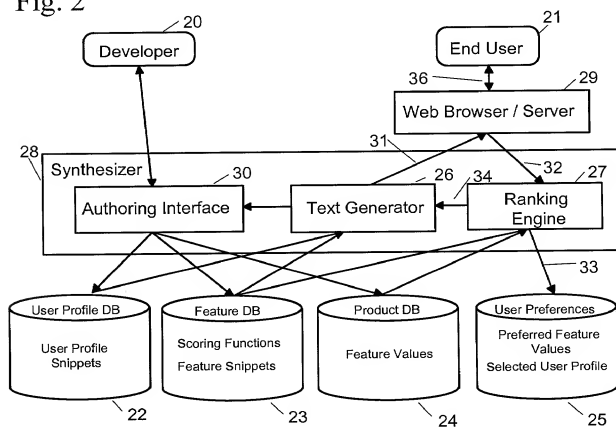 Fig. 2
20
21
Developer
End User
36
29
Web Browser / Server
31
28
Synthesizer
30
26
34
32
27
Authoring Interface
Text Generator
Ranking
Engine
33
User Profile DB
Feature DB
Product DB
User Preferences
User Profile
Snippets
Scoring Functions
Feature Snippets
Feature Values
Preferred Feature
Values
Selected User Profile
22
23
24
25